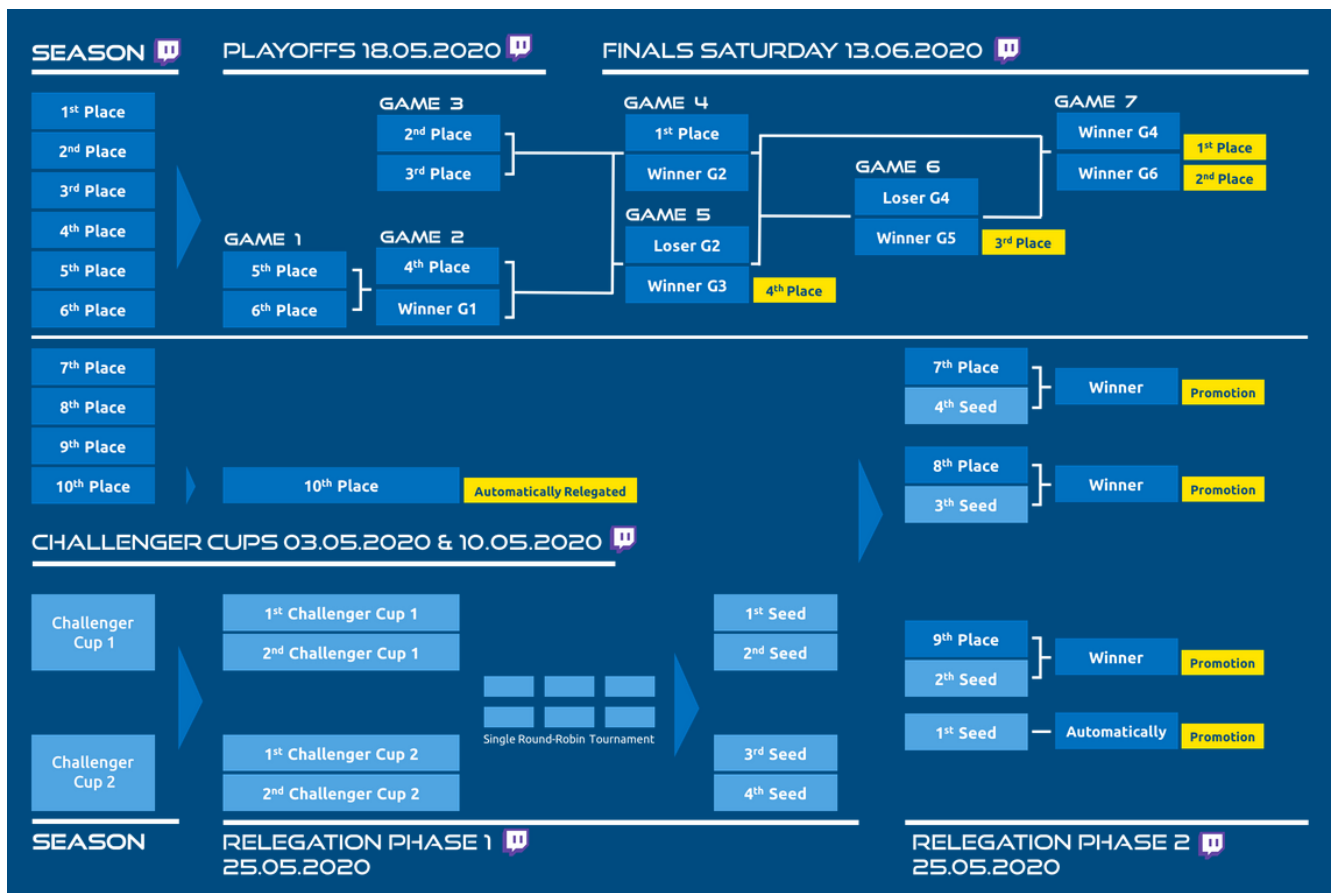 SEASON
PLAYOFFS 18.05.2020
FINALS SATURDAY 13.06.2020
1st Place
2nd Place
3rd Place
4th Place
5th Place
6th Place
GAME 1
5th Place
6th Place
GAME 3
2nd Place
3rd Place
GAME 2
4th Place
Winner G1
GAME 4
1st Place
Winner G2
GAME 5
Loser G2
Winner G3
4th Place
GAME 6
Loser G4
Winner G5
3rd Place
GAME 7
Winner G4
Winner G6
1st Place
2nd Place
7th Place
8th Place
9th Place
10th Place
10th Place
Automatically Relegated
7th Place
4th Seed
Winner
Promotion
8th Place
3th Seed
Winner
Promotion
CHALLENGER CUPS 03.05.2020 & 10.05.2020
Challenger
Cup 1
Challenger
Cup 2
1st Challenger Cup 1
2nd Challenger Cup 1
1st Challenger Cup 2
2nd Challenger Cup 2
Single Round-Robin Tournament
1st Seed
2nd Seed
3rd Seed
4th Seed
9th Place
2th Seed
Winner
Promotion
1st Seed
Automatically
Promotion
SEASON
RELEGATION PHASE 1
25.05.2020
RELEGATION PHASE 2
25.05.2020